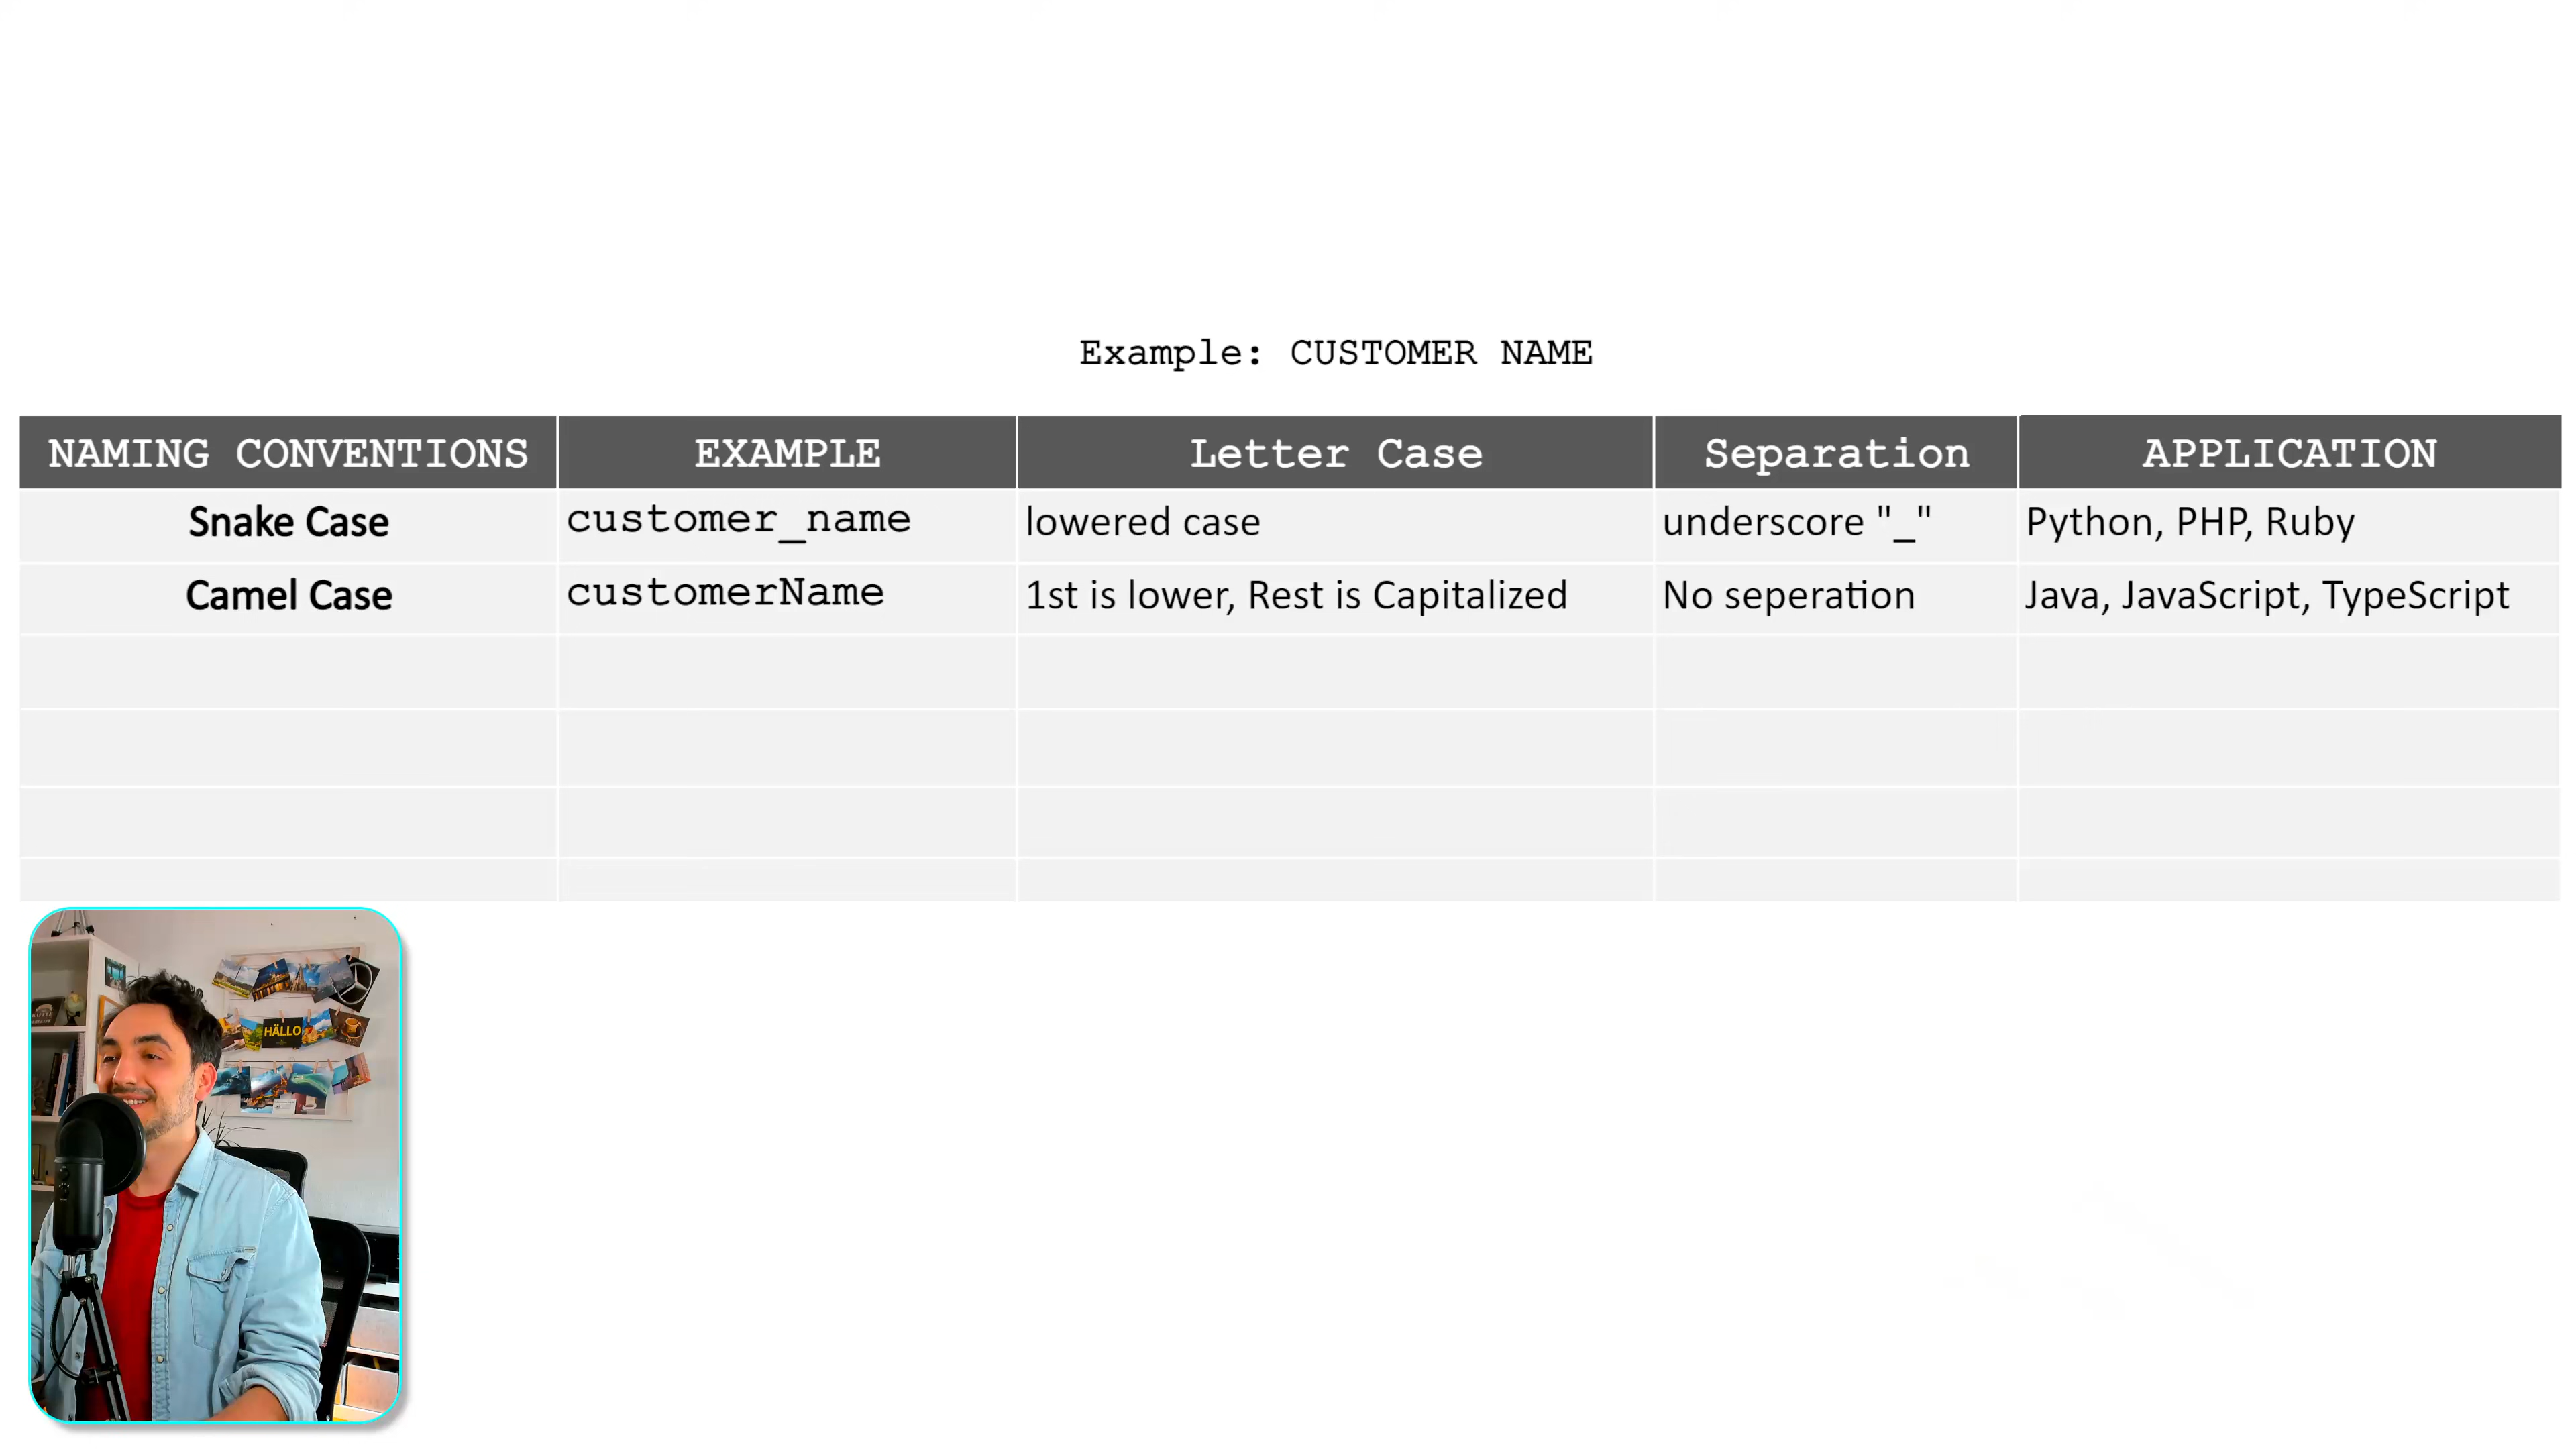 Example: CUSTOMER NAME
NAMING CONVENTIONS EXAMPLE Letter Case Separation APPLICATION
Snake Case customer_name lowered case underscore "_" Python, PHP, Ruby
Camel Case customerName 1st is lower, Rest is Capitalized No seperation Java, JavaScript, TypeScript
HÄLLO